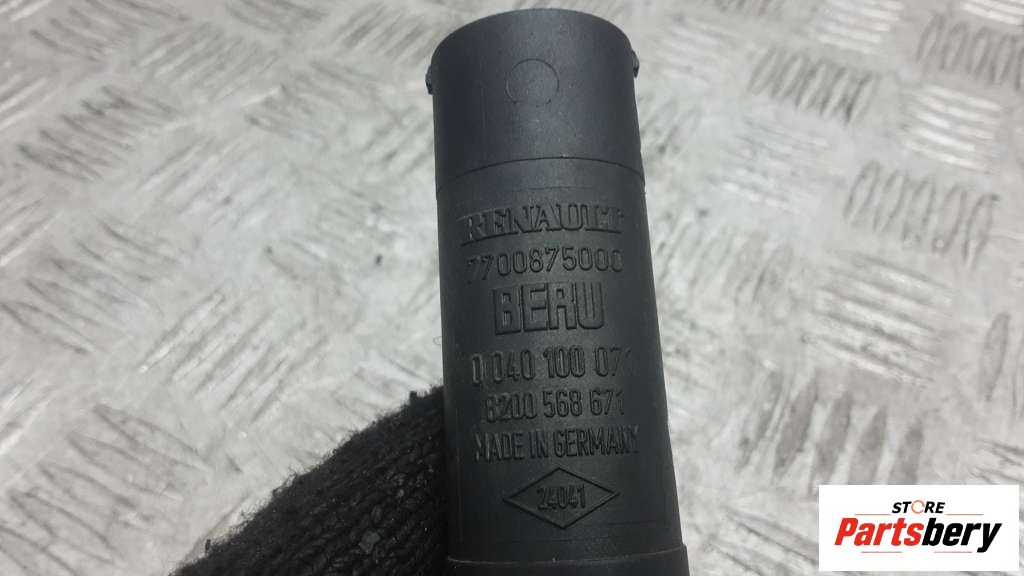 RENAULT
7700875000
BERU
0 040 100 071
8200 568 671
MADE IN GERMANY
24041
STORE
Partsbery